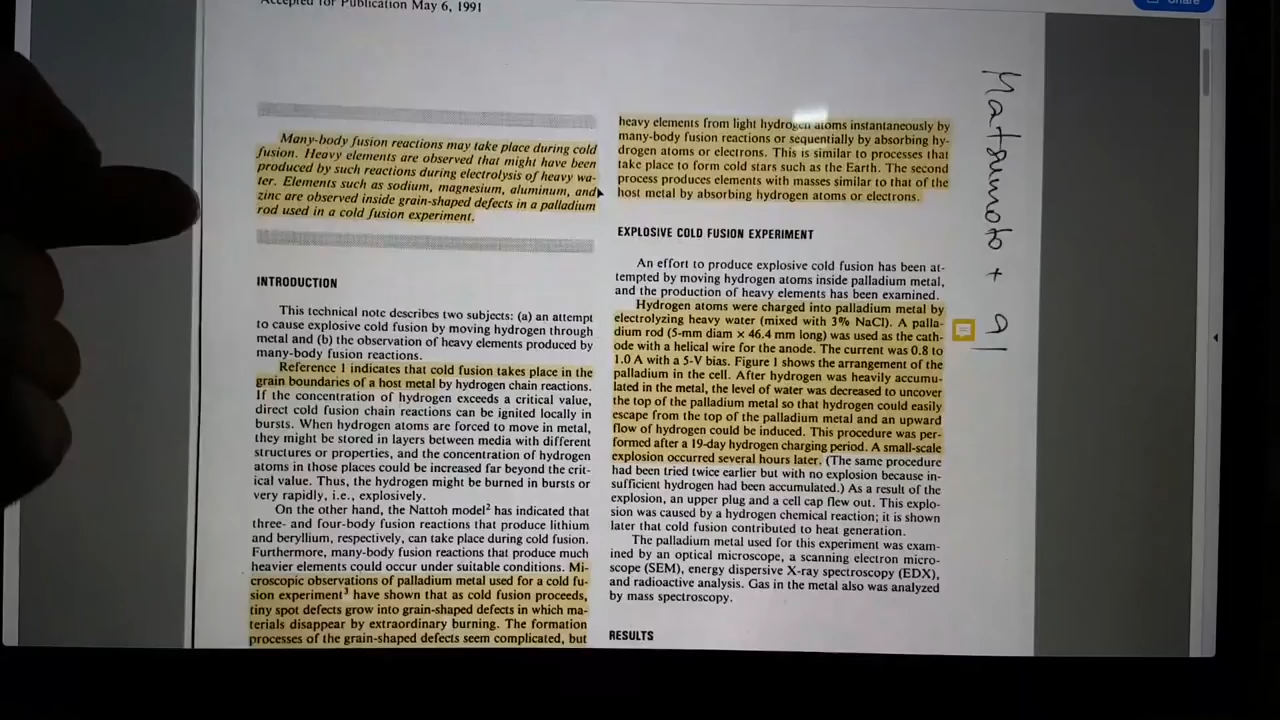 Accepted for Publication May 6, 1991
Share
Many-body fusion reactions may take place during cold
fusion. Heavy elements are observed that might have been
produced by such reactions during electrolysis of heavy wa-
ter. Elements such as sodium, magnesium, aluminum, and
zinc are observed inside grain-shaped defects in a palladium
rod used in a cold fusion experiment.
INTRODUCTION
This technical note describes two subjects: (a) an attempt
to cause explosive cold fusion by moving hydrogen through
metal and (b) the observation of heavy elements produced by
many-body fusion reactions.
Reference 1 indicates that cold fusion takes place in the
grain boundaries of a host metal by hydrogen chain reactions.
If the concentration of hydrogen exceeds a critical value,
direct cold fusion chain reactions can be ignited locally in
bursts. When hydrogen atoms are forced to move in metal,
they might be stored in layers between media with different
structures or properties, and the concentration of hydrogen
atoms in those places could be increased far beyond the crit-
ical value. Thus, the hydrogen might be burned in bursts or
very rapidly, i.e., explosively.
On the other hand, the Nattoh model2 has indicated that
three- and four-body fusion reactions that produce lithium
and beryllium, respectively, can take place during cold fusion.
Furthermore, many-body fusion reactions that produce much
heavier elements could occur under suitable conditions. Mi-
croscopic observations of palladium metal used for a cold fu-
sion experiment3 have shown that as cold fusion proceeds,
tiny spot defects grow into grain-shaped defects in which ma-
terials disappear by extraordinary burning. The formation
processes of the grain-shaped defects seem complicated, but
heavy elements from light hydrogen atoms instantaneously by
many-body fusion reactions or sequentially by absorbing hy-
drogen atoms or electrons. This is similar to processes that
take place to form cold stars such as the Earth. The second
process produces elements with masses similar to that of the
host metal by absorbing hydrogen atoms or electrons.
EXPLOSIVE COLD FUSION EXPERIMENT
An effort to produce explosive cold fusion has been at-
tempted by moving hydrogen atoms inside palladium metal,
and the production of heavy elements has been examined.
Hydrogen atoms were charged into palladium metal by
electrolyzing heavy water (mixed with 3% NaCl). A palla-
dium rod (5-mm diam × 46.4 mm long) was used as the cath-
ode with a helical wire for the anode. The current was 0.8 to
1.0 A with a 5-V bias. Figure 1 shows the arrangement of the
palladium in the cell. After hydrogen was heavily accumu-
lated in the metal, the level of water was decreased to uncover
the top of the palladium metal so that hydrogen could easily
escape from the top of the palladium metal and an upward
flow of hydrogen could be induced. This procedure was per-
formed after a 19-day hydrogen charging period. A small-scale
explosion occurred several hours later. (The same procedure
had been tried twice earlier but with no explosion because in-
sufficient hydrogen had been accumulated.) As a result of the
explosion, an upper plug and a cell cap flew out. This explo-
sion was caused by a hydrogen chemical reaction; it is shown
later that cold fusion contributed to heat generation.
The palladium metal used for this experiment was exam-
ined by an optical microscope, a scanning electron micro-
scope (SEM), energy dispersive X-ray spectroscopy (EDX),
and radioactive analysis. Gas in the metal also was analyzed
by mass spectroscopy.
RESULTS
Matsumoto + 91